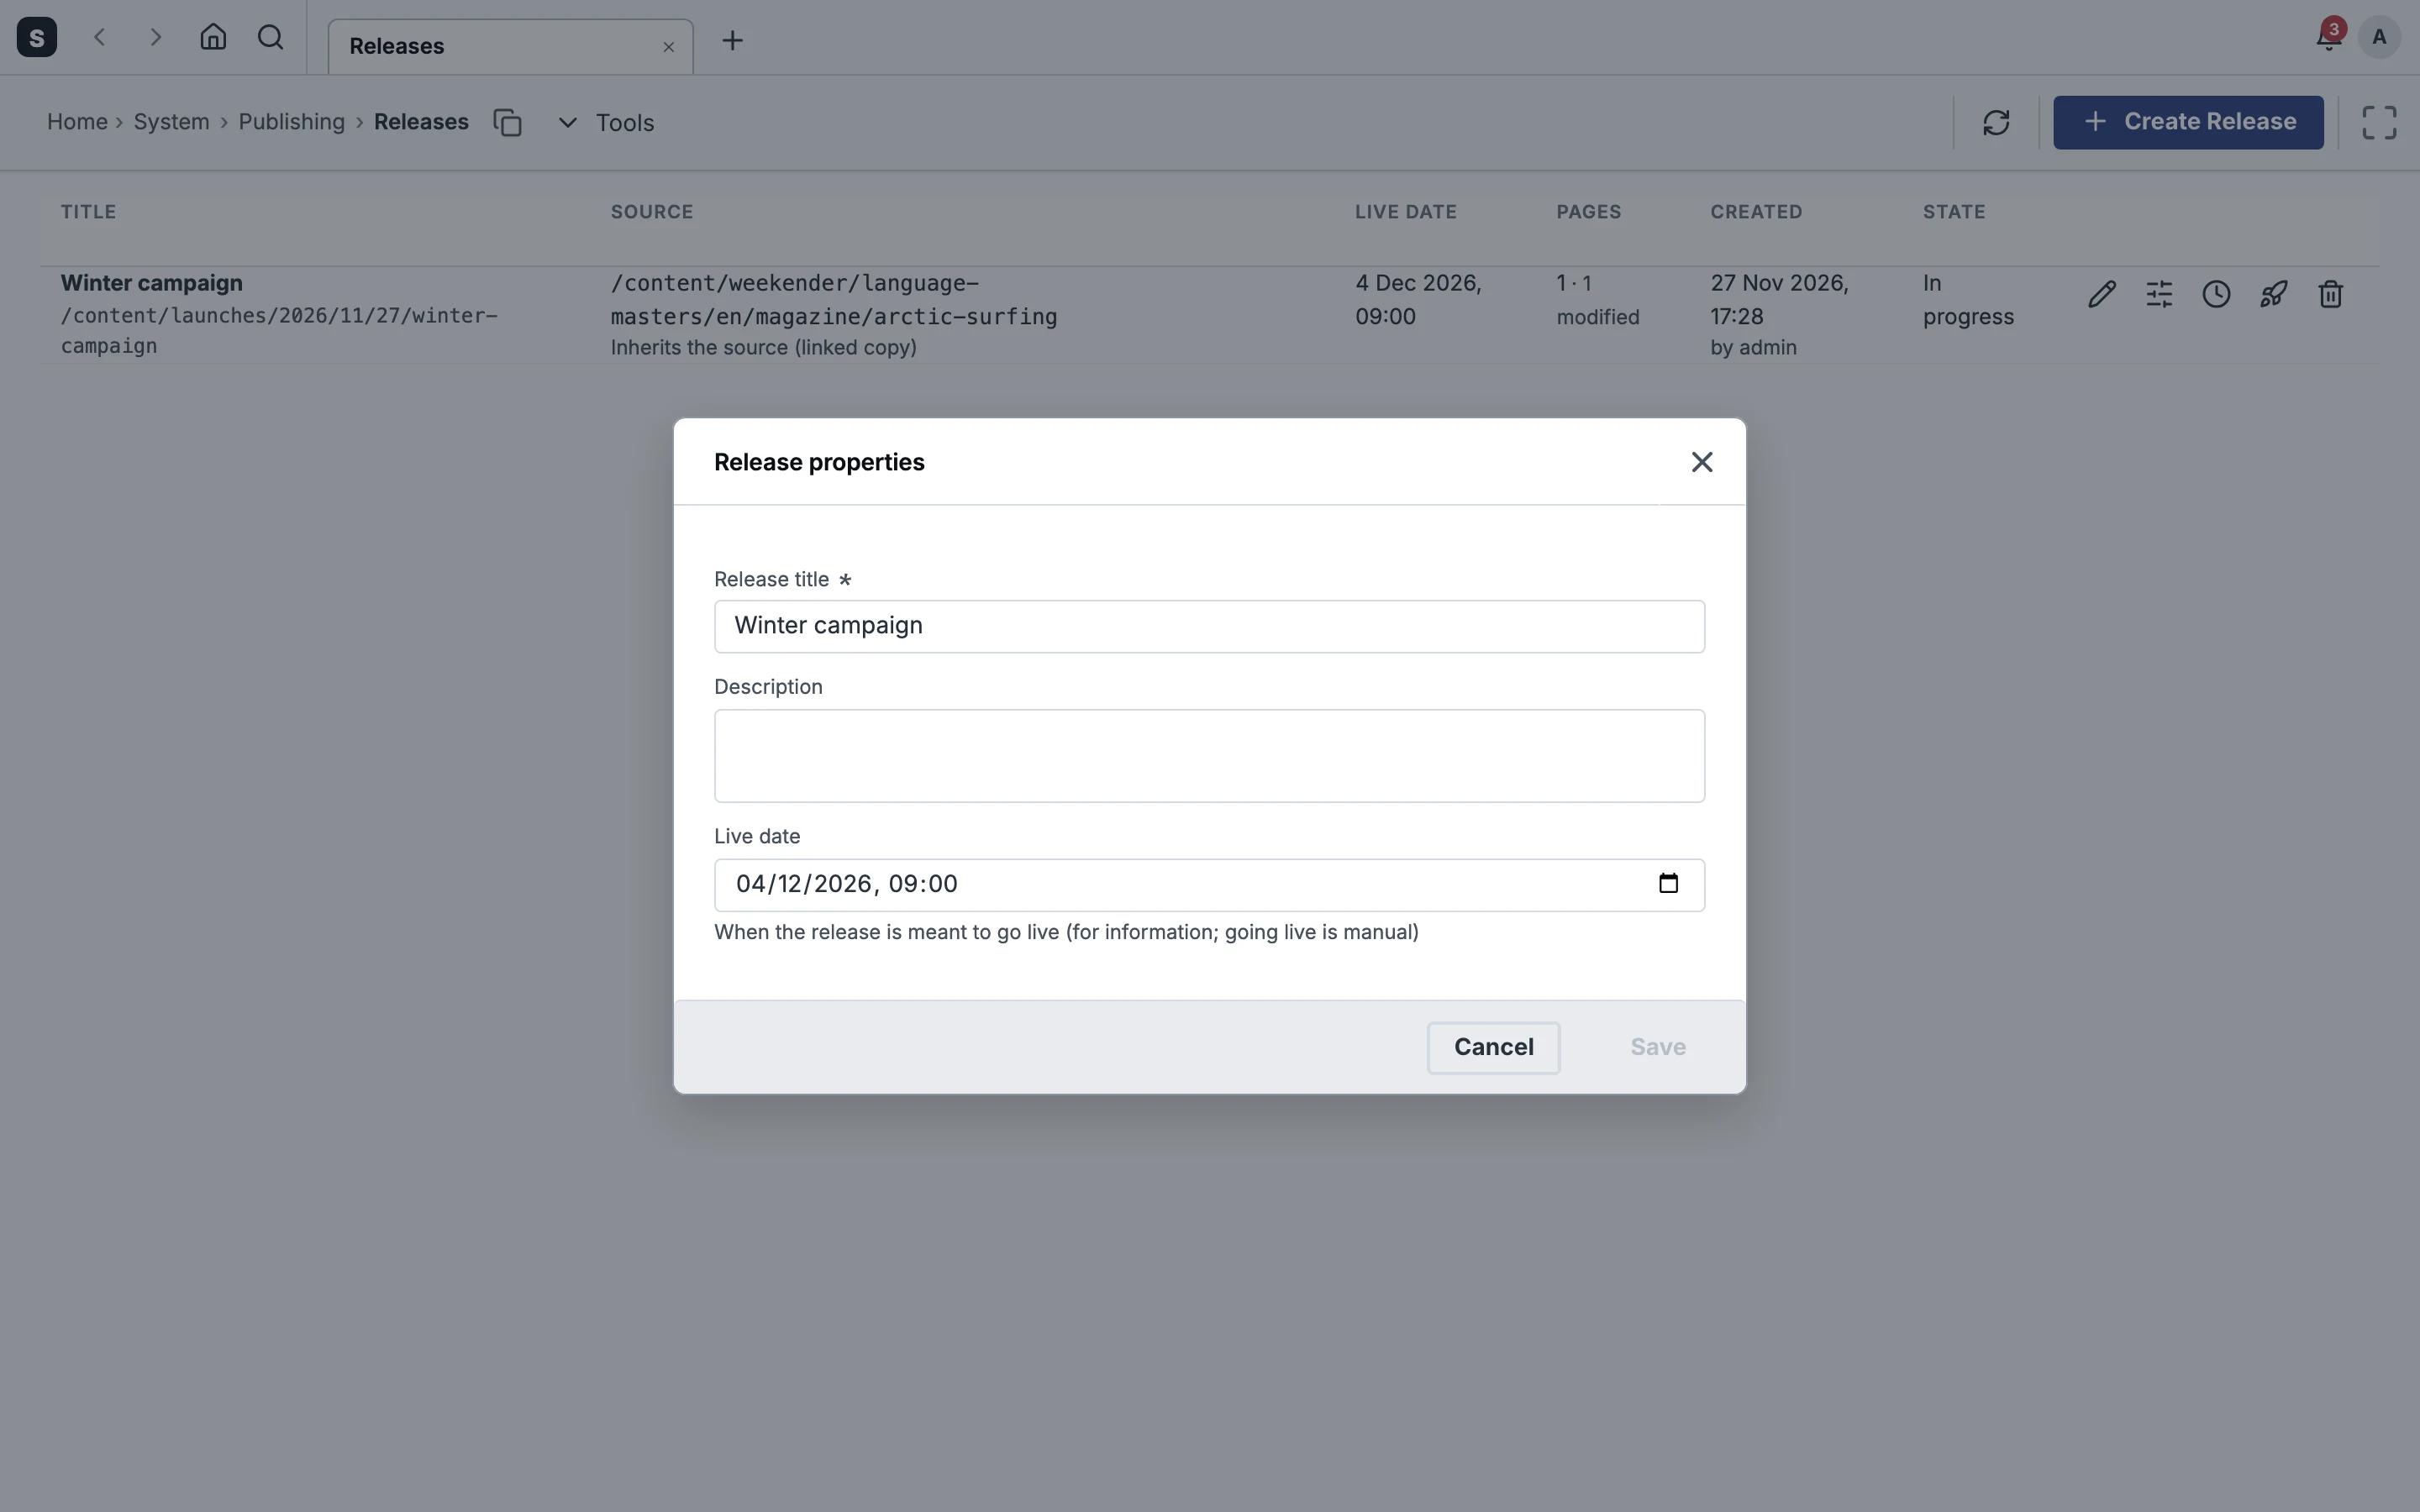 S
Releases
3
A
Home › System › Publishing › Releases
Tools
Create Release
TITLE
SOURCE
LIVE DATE
PAGES
CREATED
STATE
Winter campaign
/content/launches/2026/11/27/winter-
campaign
/content/weekender/language-
masters/en/magazine/arctic-surfing
Inherits the source (linked copy)
4 Dec 2026,
09:00
1 · 1
modified
27 Nov 2026,
17:28
by admin
In
progress
Release properties
Release title *
Winter campaign
Description
Live date
04/12/2026, 09:00
When the release is meant to go live (for information; going live is manual)
Cancel
Save